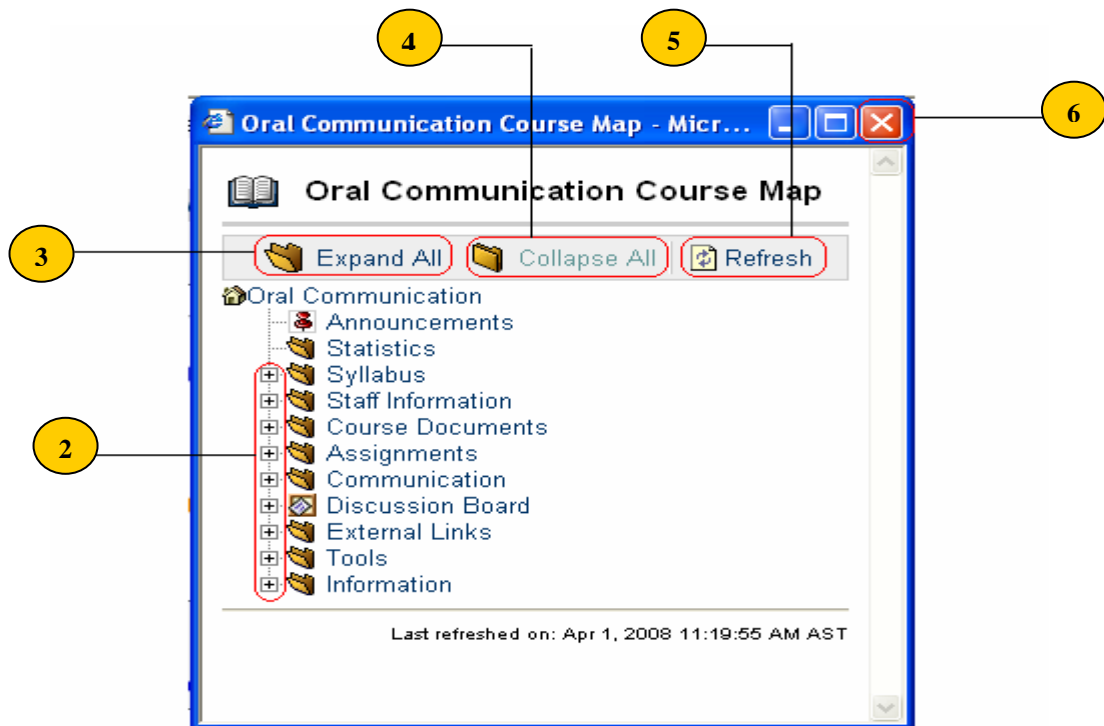 4
5
6
Oral Communication Course Map - Micr...
Oral Communication Course Map
3
Expand All
Collapse All
Refresh
Oral Communication
Announcements
Statistics
Syllabus
Staff Information
Course Documents
2
Assignments
Communication
Discussion Board
External Links
Tools
Information
Last refreshed on: Apr 1, 2008 11:19:55 AM AST